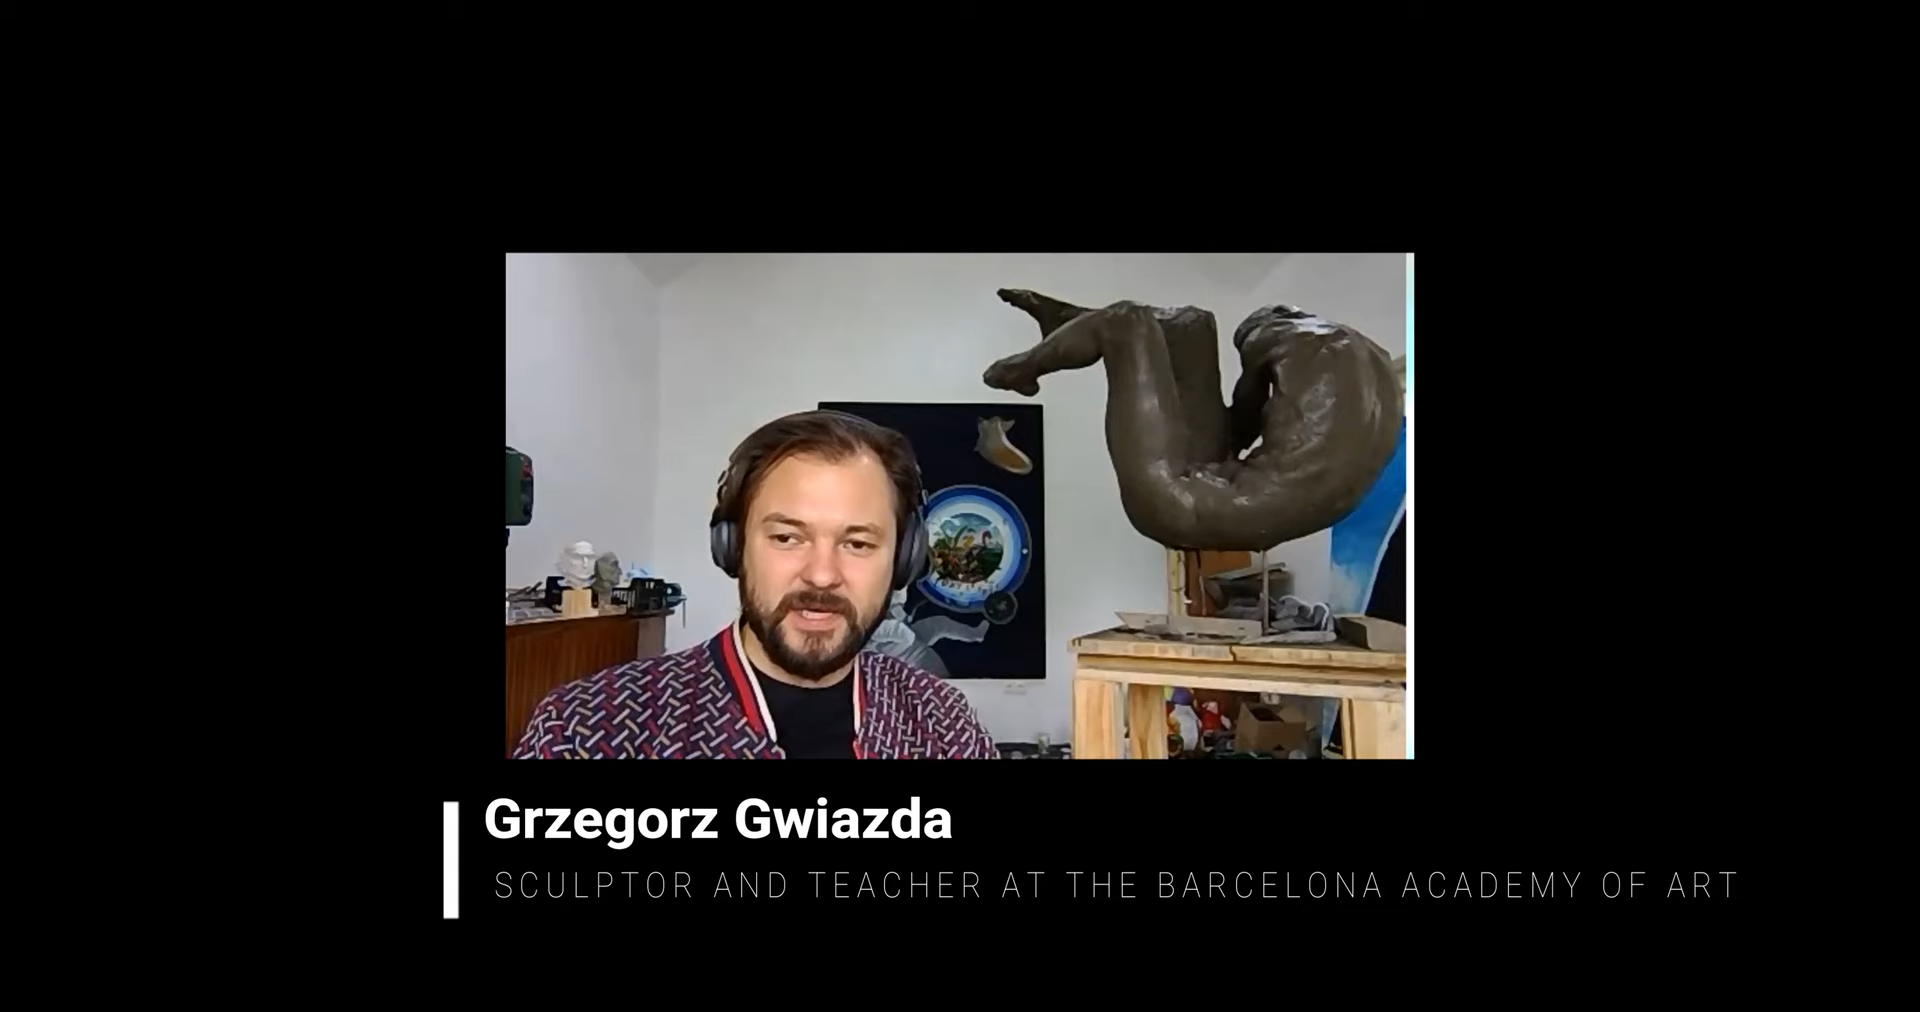 Grzegorz Gwiazda
SCULPTOR AND TEACHER AT THE BARCELONA ACADEMY OF ART